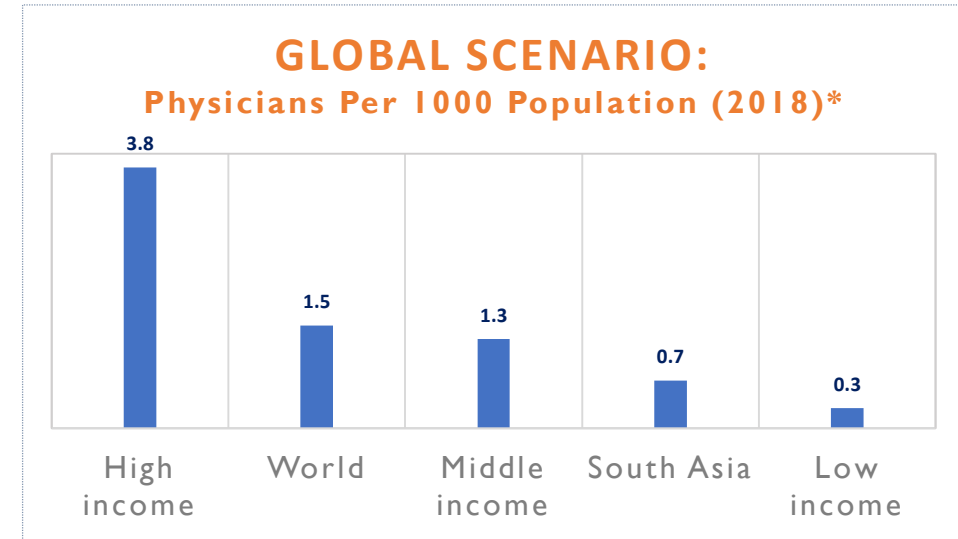 GLOBAL SCENARIO:
Physicians Per 1000 Population (2018)*
3.8
1.5
1.3
0.7
0.3
High
income
World
Middle
income
South Asia
Low
income